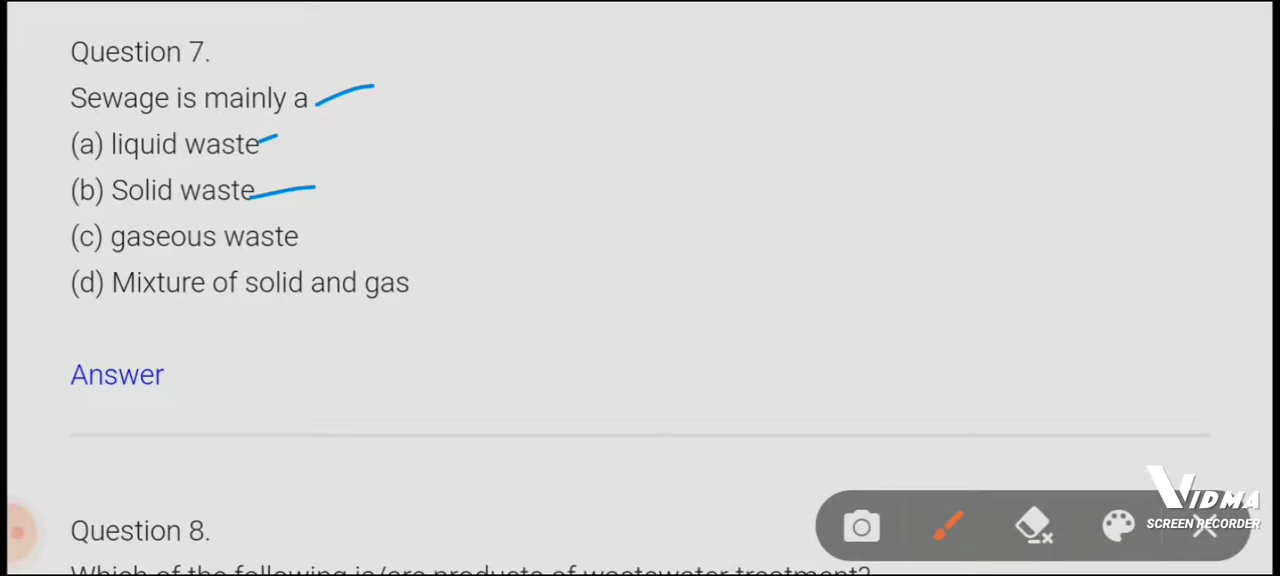 Question 7.
Sewage is mainly a
(a) liquid waste
(b) Solid waste
(c) gaseous waste
(d) Mixture of solid and gas
Answer
Question 8.
Which of the following is/are products of wastewater treatment?
VIDMA
SCREEN RECORDER